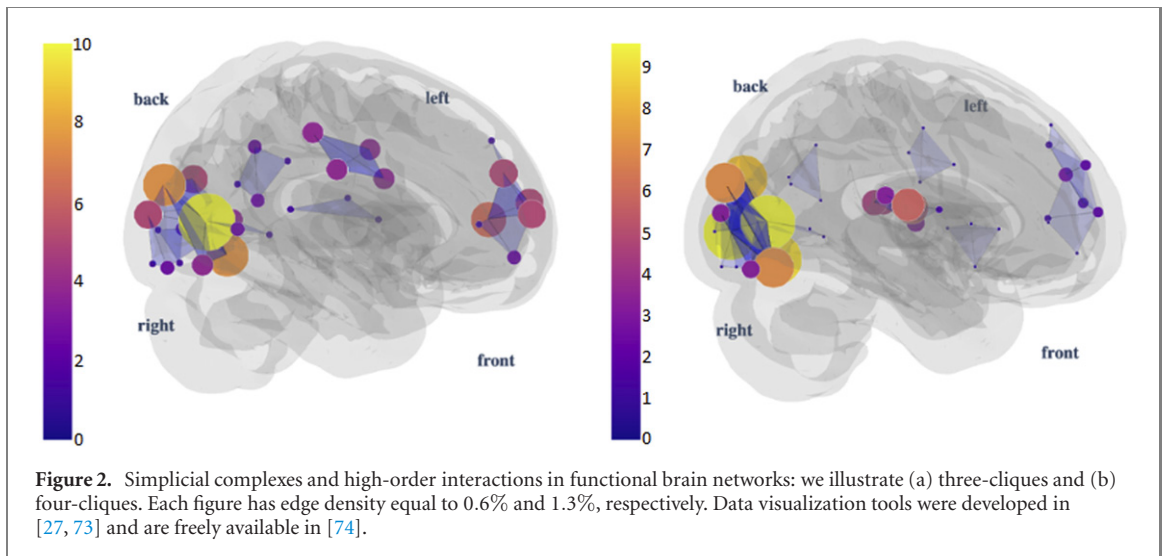 10
8
6
4
2
0
back
left
right
front
9
8
7
6
5
4
3
2
1
0
back
left
right
front
Figure 2. Simplicial complexes and high-order interactions in functional brain networks: we illustrate (a) three-cliques and (b)
four-cliques. Each figure has edge density equal to 0.6% and 1.3%, respectively. Data visualization tools were developed in
[27, 73] and are freely available in [74].